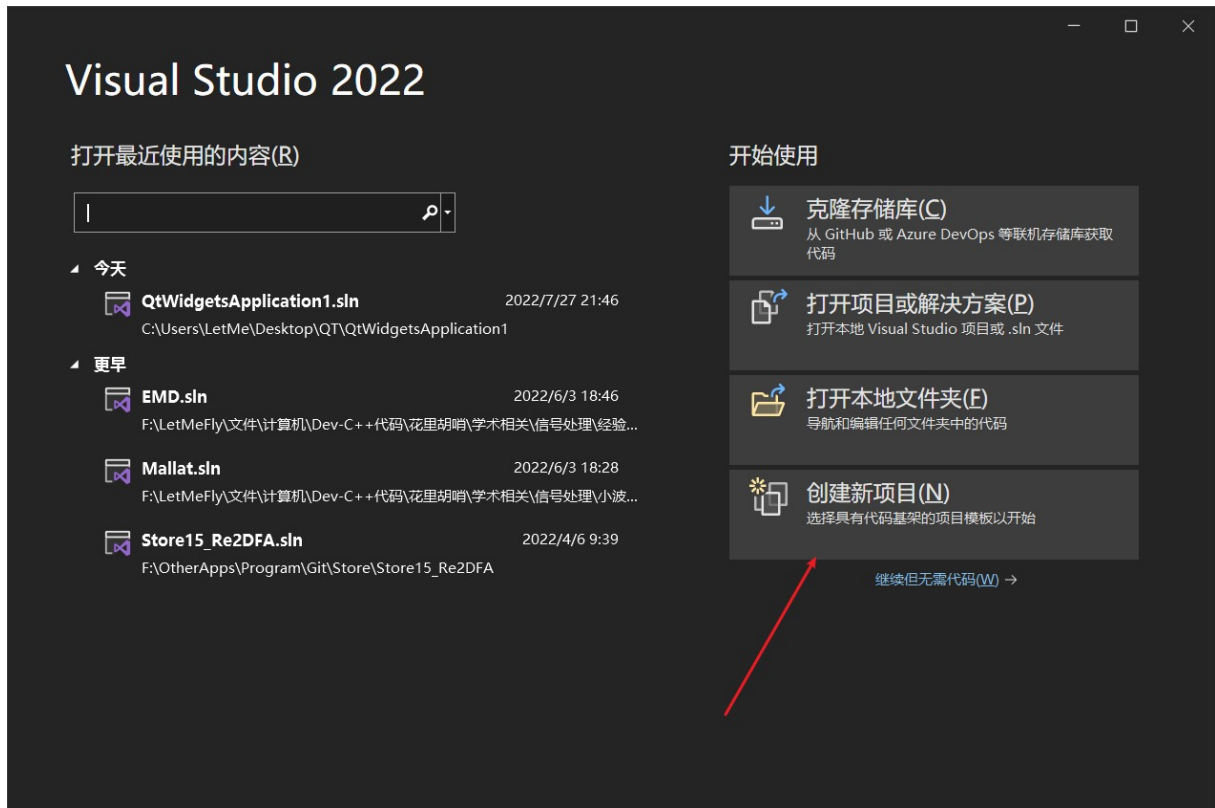 Visual Studio 2022
打开最近使用的内容(R)
今天
QtWidgetsApplication1.sln 2022/7/27 21:46
C:\Users\LetMe\Desktop\QT\QtWidgetsApplication1
更早
EMD.sln 2022/6/3 18:46
F:\LetMeFly\文件\计算机\Dev-C++代码\花里胡哨\学术相关\信号处理\经验...
Mallat.sln 2022/6/3 18:28
F:\LetMeFly\文件\计算机\Dev-C++代码\花里胡哨\学术相关\信号处理\小波...
Store15_Re2DFA.sln 2022/4/6 9:39
F:\OtherApps\Program\Git\Store\Store15_Re2DFA
开始使用
克隆存储库(C)
从 GitHub 或 Azure DevOps 等联机存储库获取
代码
打开项目或解决方案(P)
打开本地 Visual Studio 项目或 .sln 文件
打开本地文件夹(F)
导航和编辑任何文件夹中的代码
创建新项目(N)
选择具有代码基架的项目模板以开始
继续但无需代码(W) →